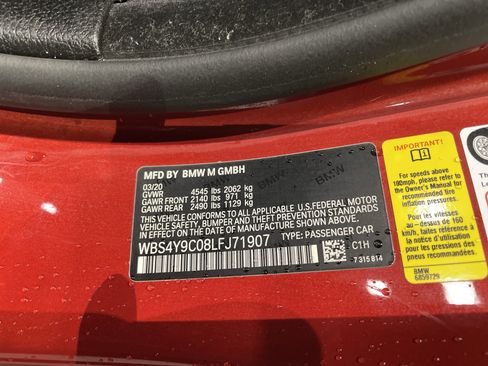 MFD BY BMW M GMBH
03/20
GVWR 4545 lbs 2062 kg
GAWR FRONT 2140 lbs 971 kg
GAWR REAR 2490 lbs 1129 kg
THIS VEHICLE CONFORMS TO ALL APPLICABLE U.S.FEDERAL MOTOR
VEHICLE SAFETY, BUMPER, AND THEFT PREVENTION STANDARDS
IN EFFECT ON THE DATE OF MANUFACTURE SHOWN ABOVE.
WBS4Y9C08LFJ71907 TYPE: PASSENGER CAR
C1H
-7 315 814
IMPORTANT!
For speeds above
160mph, please refer to
the Owner's Manual for
recommended tire
inflation pressures.
Pour les vitesses
au-dessus de 160
km/h, faites référence à
la notice d'utilisation
pour les pressions des
pneus recommandées.
BMW
6859729